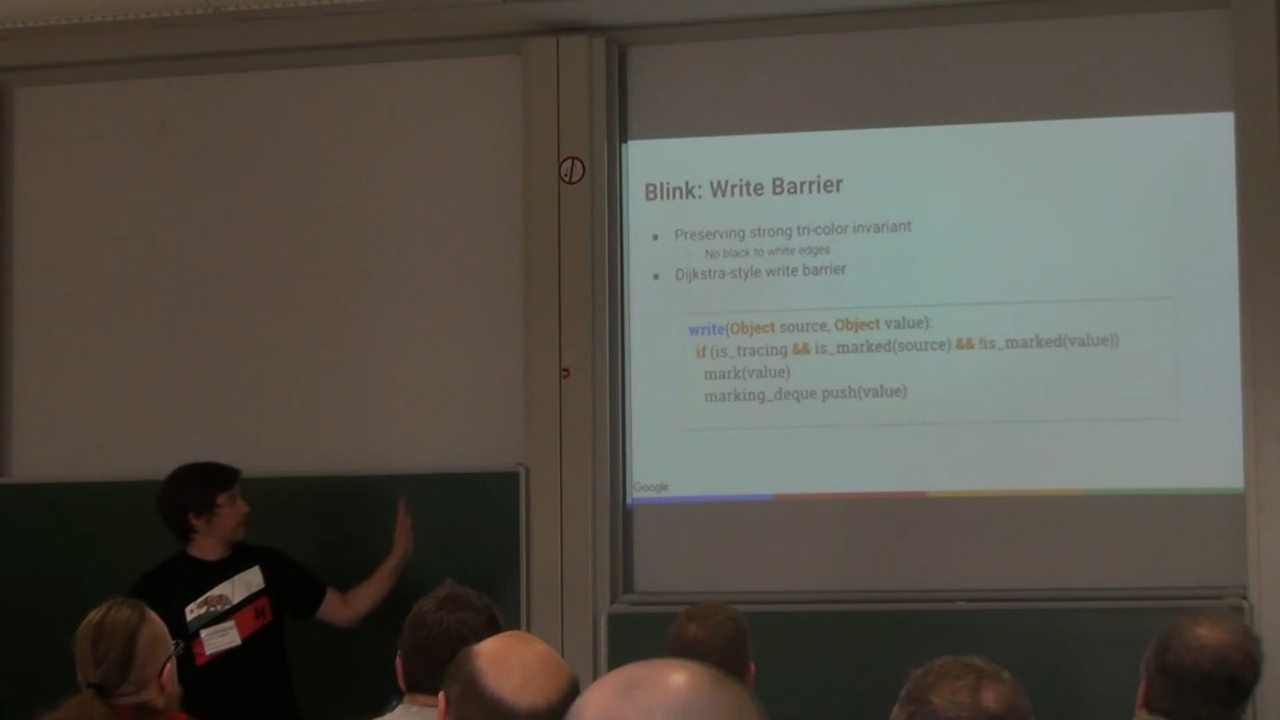 Blink: Write Barrier
● Preserving strong tri-color invariant
No black to white edges
● Dijkstra-style write barrier
write(Object source, Object value):
if (is_tracing && is_marked(source) && !is_marked(value))
mark(value)
marking_deque.push(value)
Google